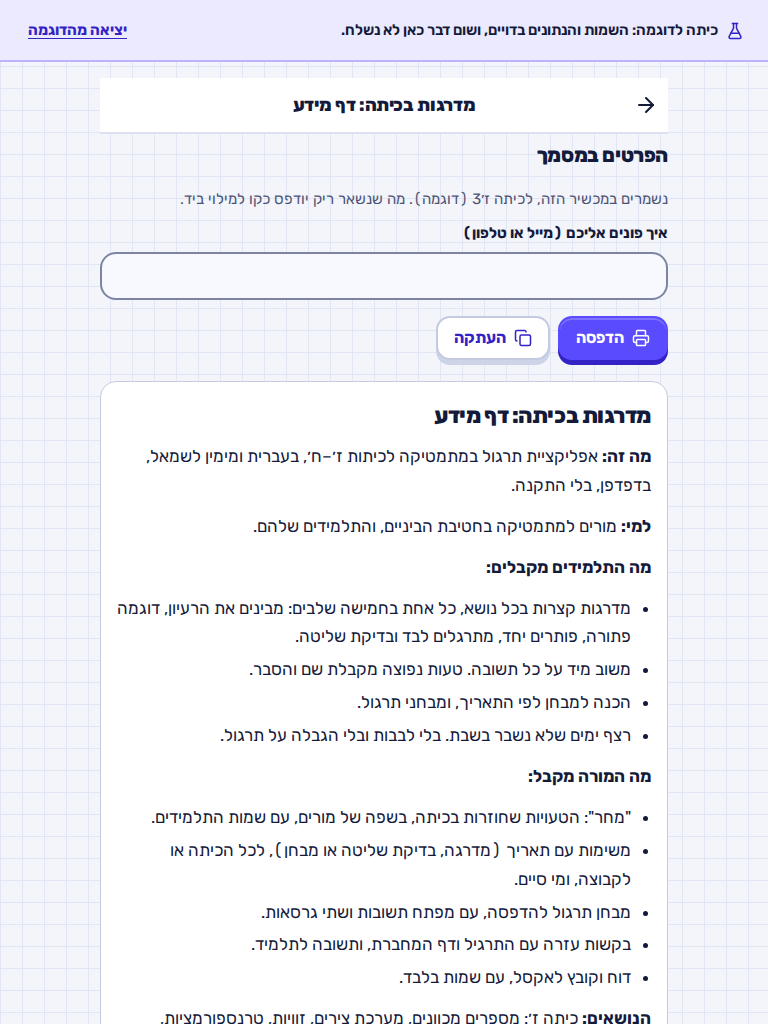 כיתה לדוגמה: השמות והנתונים בדויים, ושום דבר כאן לא נשלח.
יציאה מהדוגמה
מדרגות בכיתה: דף מידע
הפרטים במסמך
נשמרים במכשיר הזה, לכיתה ז׳3 (דוגמה). מה שנשאר ריק יודפס כקו למילוי ביד.
איך פונים אליכם (מייל או טלפון)
הדפסה
העתקה
מדרגות בכיתה: דף מידע
מה זה: אפליקציית תרגול במתמטיקה לכיתות ז׳–ח׳, בעברית ומימין לשמאל,
בדפדפן, בלי התקנה.
למי: מורים למתמטיקה בחטיבת הביניים, והתלמידים שלהם.
מה התלמידים מקבלים:
• מדרגות קצרות בכל נושא, כל אחת בחמישה שלבים: מבינים את הרעיון, דוגמה
פתורה, פותרים יחד, מתרגלים לבד ובדיקת שליטה.
• משוב מיד על כל תשובה. טעות נפוצה מקבלת שם והסבר.
• הכנה למבחן לפי התאריך, ומבחני תרגול.
• רצף ימים שלא נשבר בשבת. בלי לבבות ובלי הגבלה על תרגול.
מה המורה מקבל:
• "מחר": הטעויות שחוזרות בכיתה, בשפה של מורים, עם שמות התלמידים.
• משימות עם תאריך (מדרגה, בדיקת שליטה או מבחן), לכל הכיתה או
לקבוצה, ומי סיים.
• מבחן תרגול להדפסה, עם מפתח תשובות ושתי גרסאות.
• בקשות עזרה עם התרגיל ודף המחברת, ותשובה לתלמיד.
• דוח וקובץ לאקסל, עם שמות בלבד.
הנושאים: כיתה ז׳: מספרים מכוונים, מערכת צירים, זוויות, טרנספורמציות,